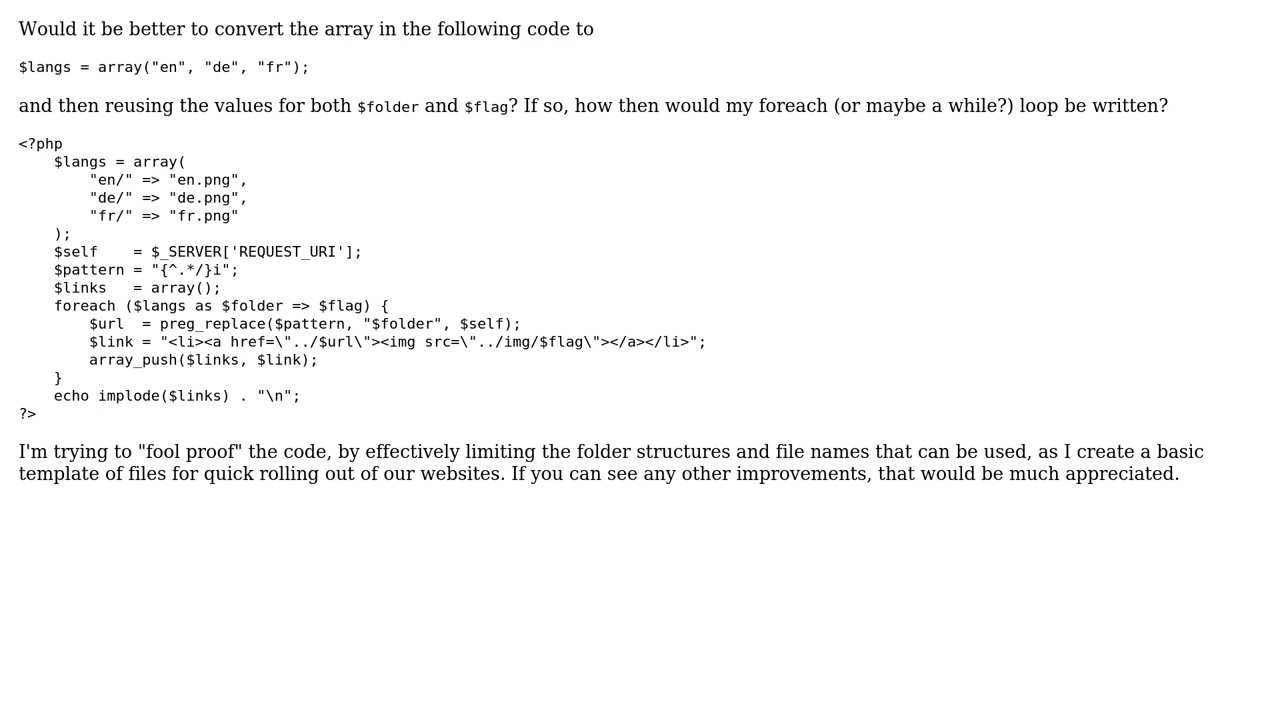 Would it be better to convert the array in the following code to
$langs = array("en", "de", "fr");
and then reusing the values for both $folder and $flag? If so, how then would my foreach (or maybe a while?) loop be written?
<?php
    $langs = array(
        "en/" => "en.png",
        "de/" => "de.png",
        "fr/" => "fr.png"
    );
    $self    = $_SERVER['REQUEST_URI'];
    $pattern = "{^.*/}i";
    $links   = array();
    foreach ($langs as $folder => $flag) {
        $url  = preg_replace($pattern, "$folder", $self);
        $link = "<li><a href=\"../$url\"><img src=\"../img/$flag\"></a></li>";
        array_push($links, $link);
    }
    echo implode($links) . "\n";
?>
I'm trying to "fool proof" the code, by effectively limiting the folder structures and file names that can be used, as I create a basic
template of files for quick rolling out of our websites. If you can see any other improvements, that would be much appreciated.